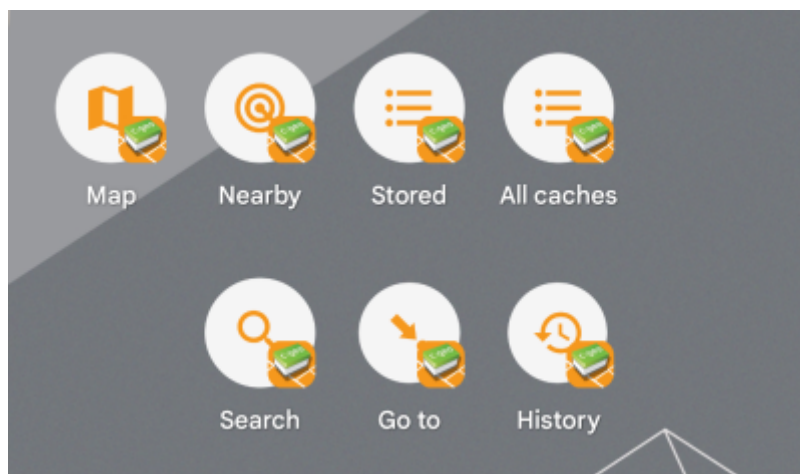 Map
Nearby
Stored
All caches
Search
Go to
History